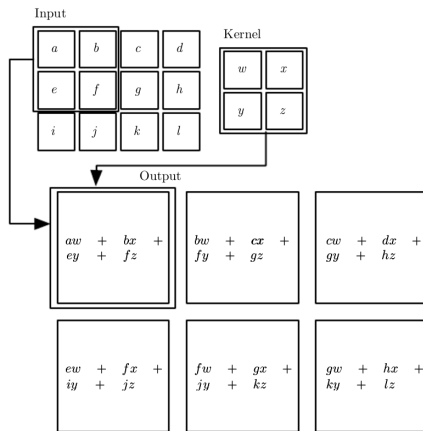 Input
a b c d
Kernel
w x
e f g h
y z
i j k l
Output
aw + bx +
ey + fz
bw + cx +
fy + gz
cw + dx +
gy + hz
ew + fx +
iy + jz
fw + gx +
jy + kz
gw + hx +
ky + lz